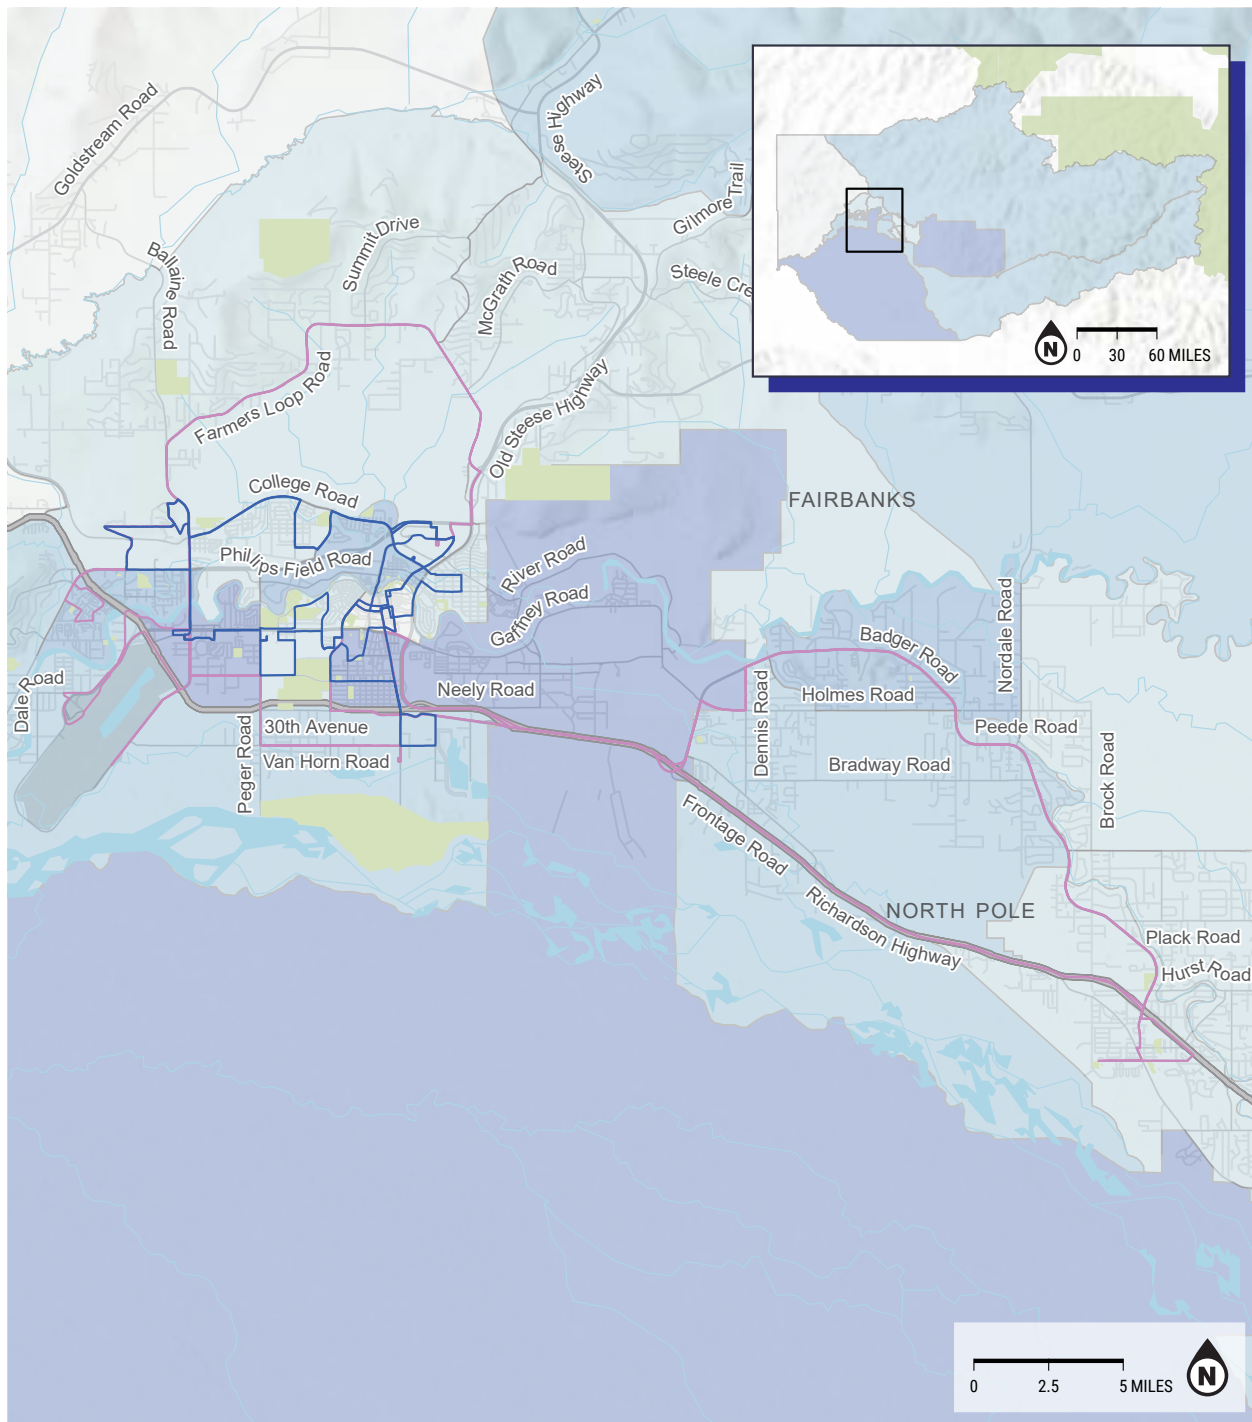 Goldstream Road
Steese Highway
Steese
Gilmore Trail
Summit Drive
Ballaine Road
McGrath Road
Steele Cre
N
0 30 60 MILES
Farmers Loop Road
Old Steese Highway
College Road
FAIRBANKS
Phillips Field Road
River Road
Gaffney Road
Nordale Road
Badger Road
Dale Road
Neely Road
Holmes Road
Dennis Road
Peger Road
30th Avenue
Peede Road
Van Horn Road
Bradway Road
Brock Road
Frontage Road
Richardson Highway
NORTH POLE
Plack Road
Hurst Road
N
0 2.5 5 MILES